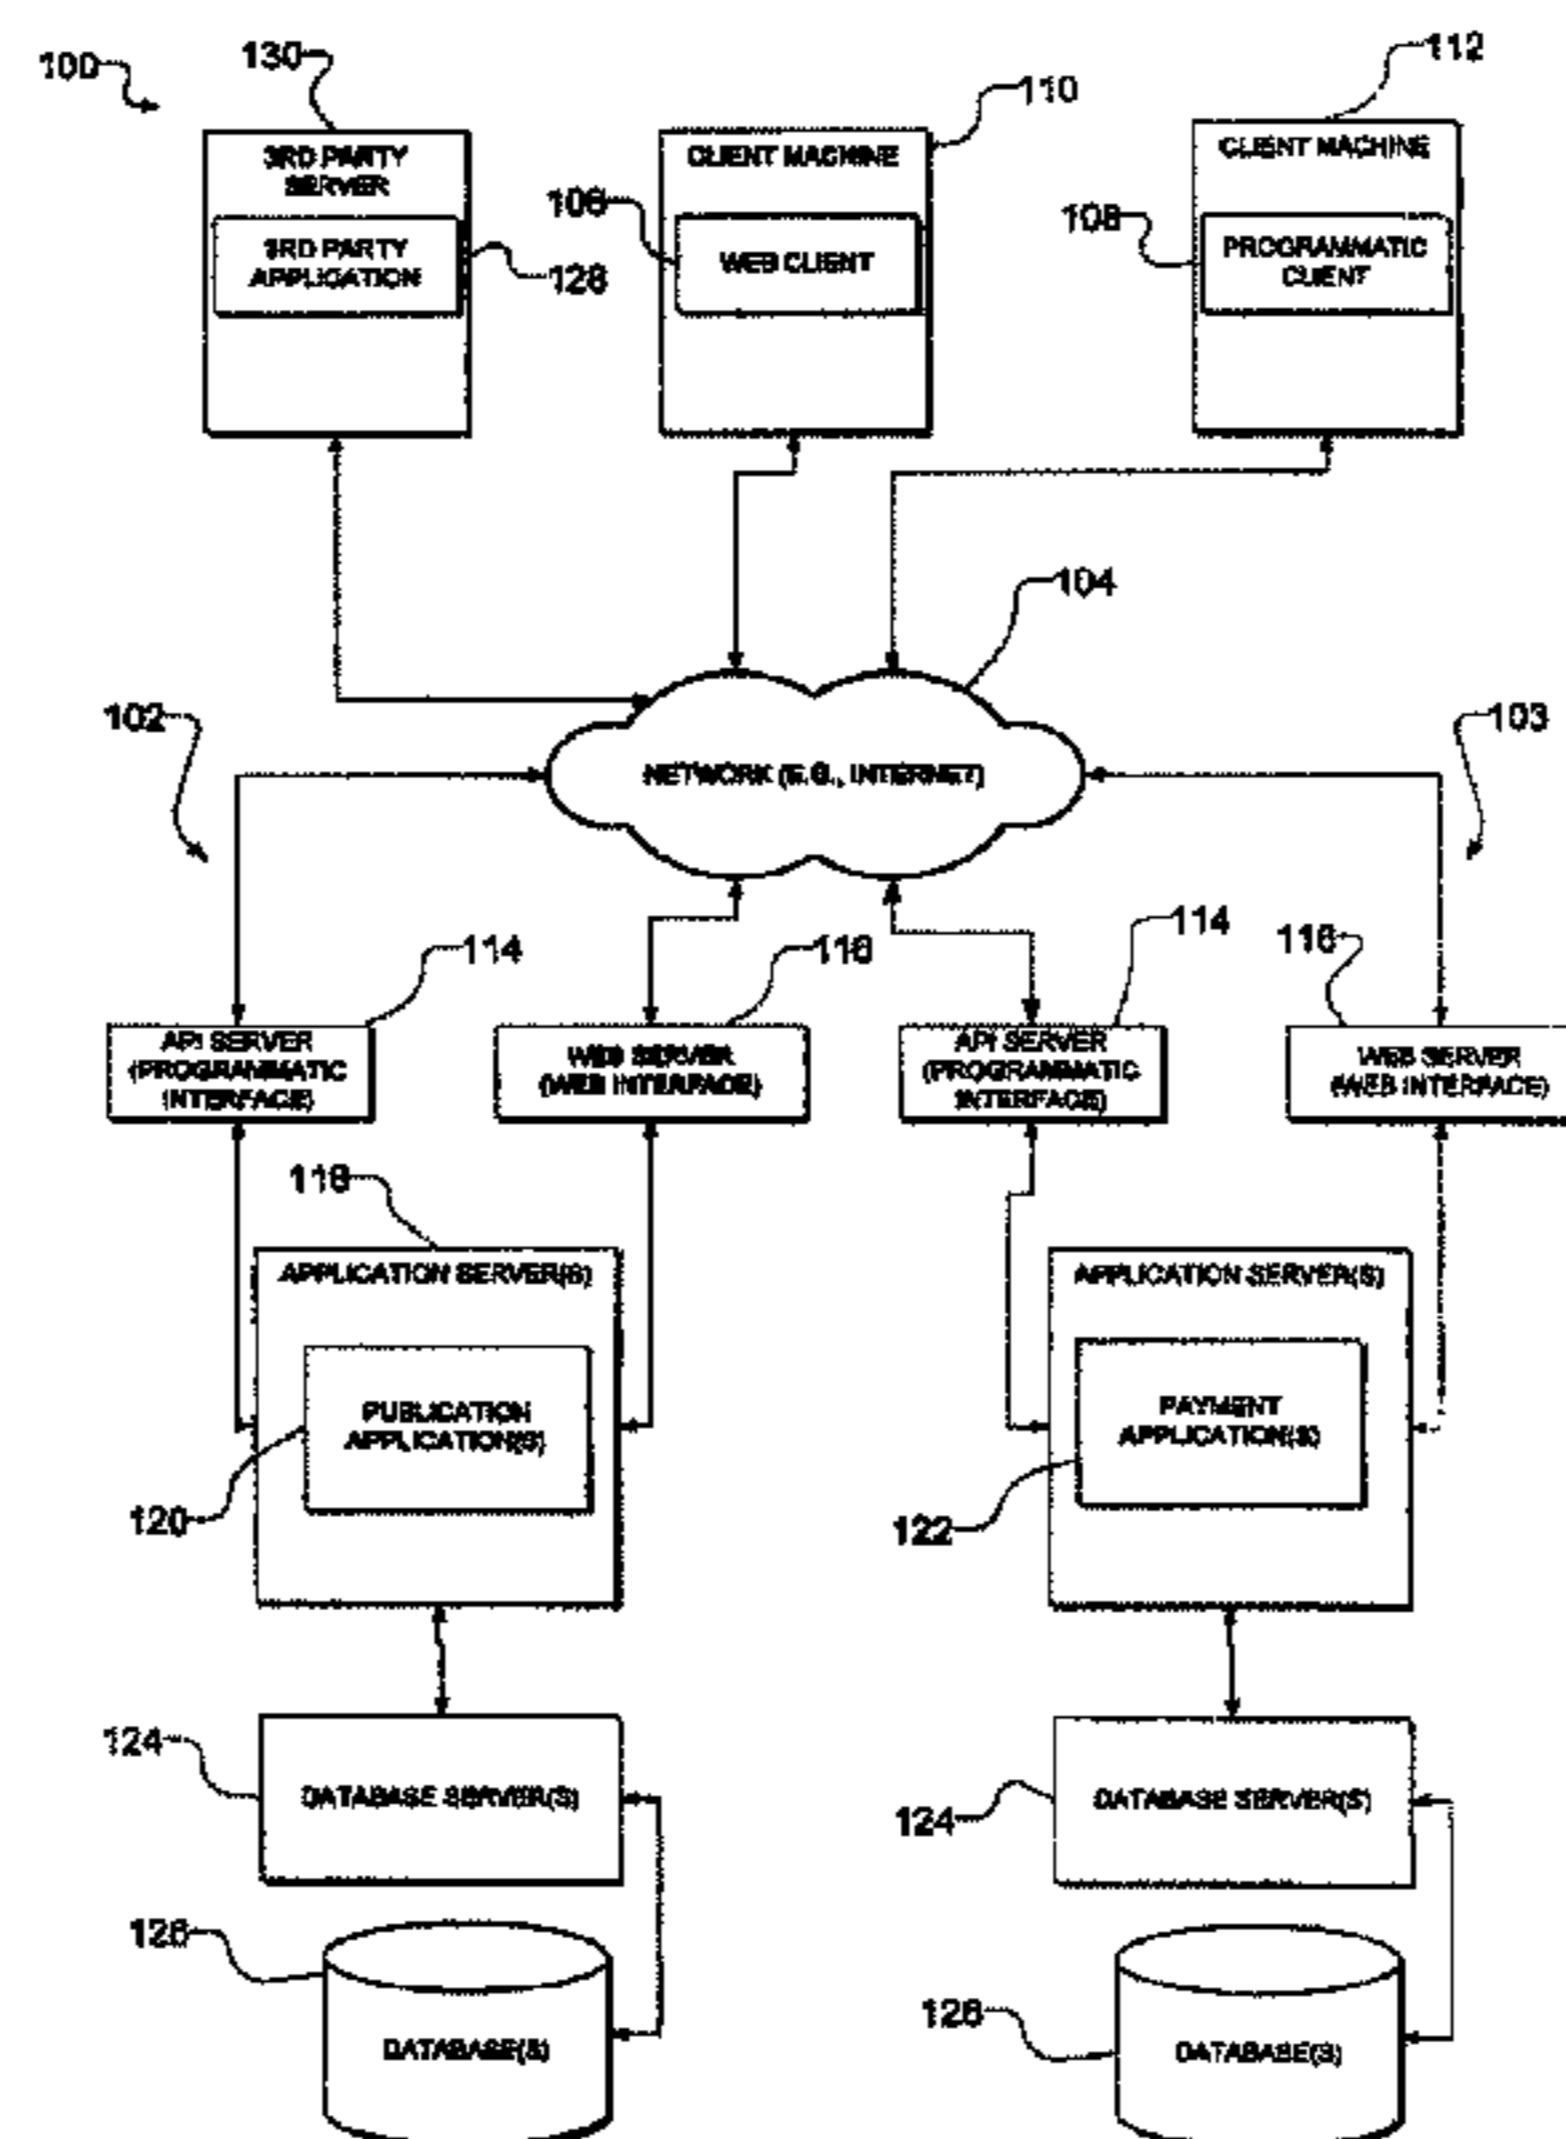 100
130
112
110
3RD PARTY
SERVER
CLIENT MACHINE
CLIENT MACHINE
106
108
3RD PARTY
APPLICATION
128
WEB CLIENT
PROGRAMMATIC
CLIENT
104
102
103
NETWORK (E.G., INTERNET)
114
116
114
116
API SERVER
(PROGRAMMATIC
INTERFACE)
WEB SERVER
(WEB INTERFACE)
API SERVER
(PROGRAMMATIC
INTERFACE)
WEB SERVER
(WEB INTERFACE)
118
APPLICATION SERVER(S)
APPLICATION SERVER(S)
PUBLICATION
APPLICATION(S)
PAYMENT
APPLICATION(S)
120
122
124
DATABASE SERVER(S)
124
DATABASE SERVER(S)
126
126
DATABASE(S)
DATABASE(S)